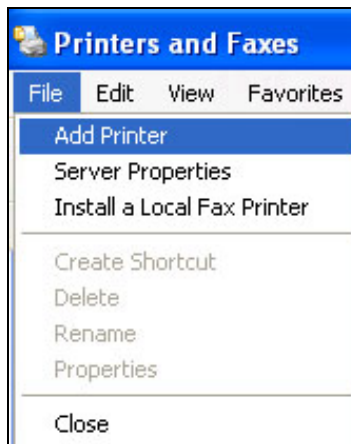 Printers and Faxes
File Edit View Favorites
Add Printer
Server Properties
Install a Local Fax Printer
Create Shortcut
Delete
Rename
Properties
Close